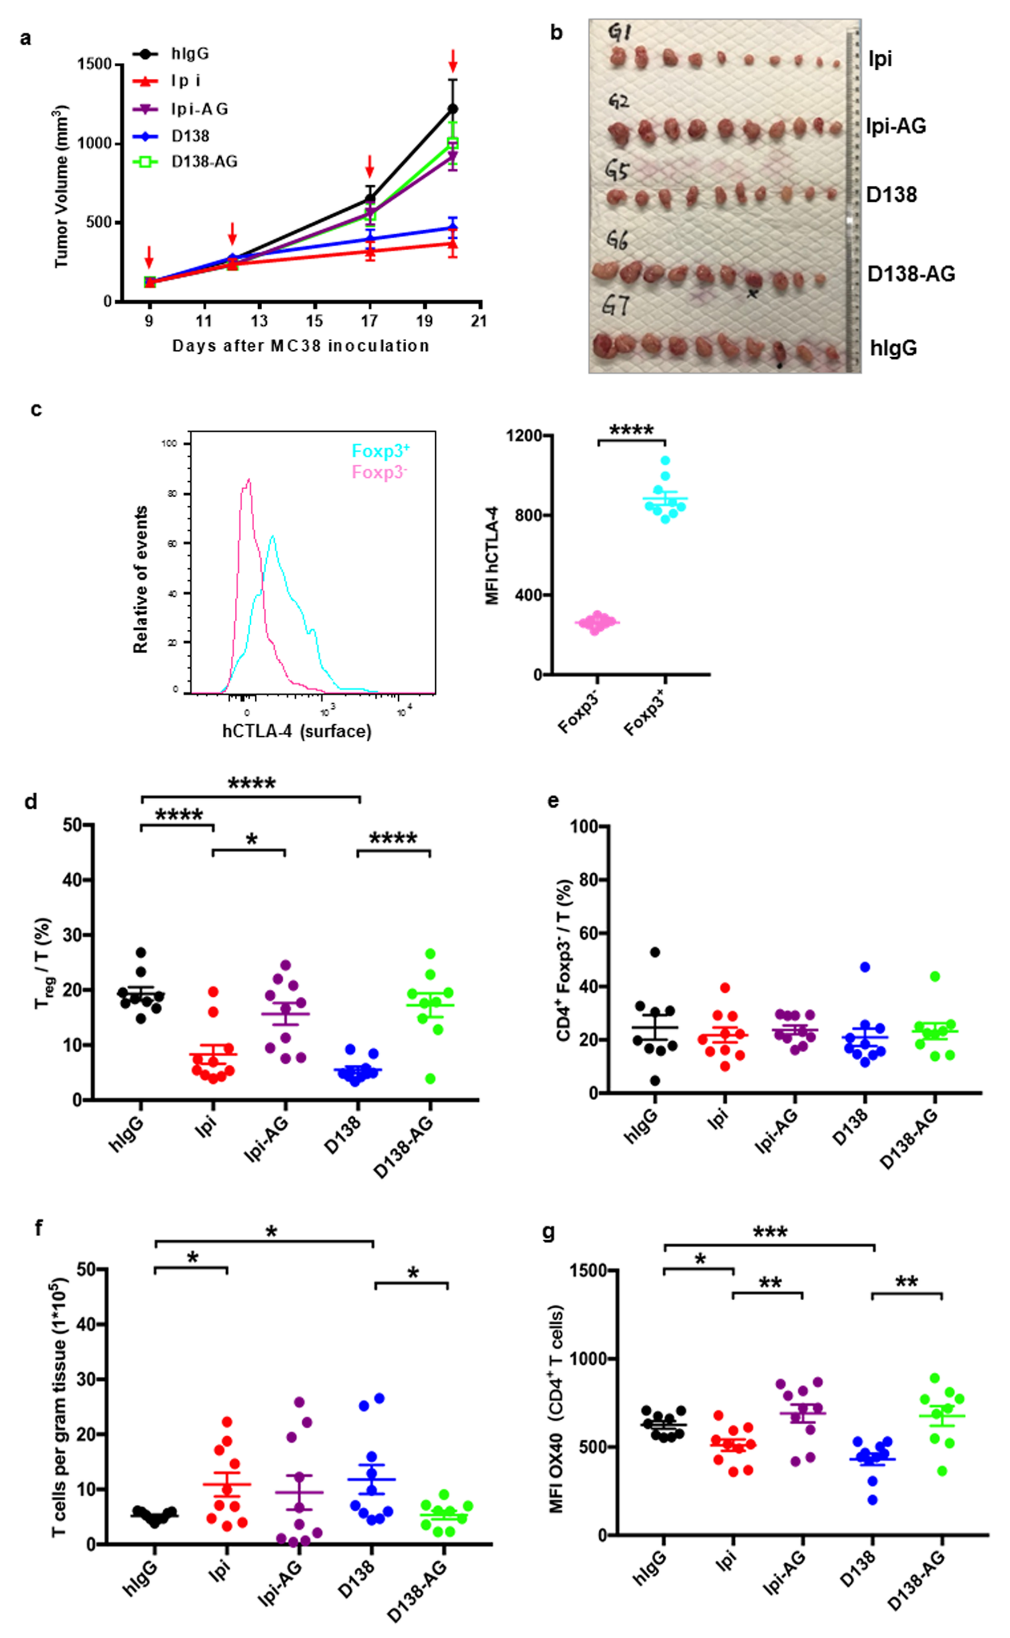 a
hIgG
Ipi
Ipi-AG
D138
D138-AG
1500
1000
500
0
Tumor Volume (mm³)
9 11 13 15 17 19 21
Days after MC38 inoculation
b
G1
Ipi
G2
Ipi-AG
G5
D138
G6
D138-AG
x
G7
hIgG
c
100
80
60
40
20
0
Relative of events
Foxp3⁺
Foxp3⁻
0 10³ 10⁴
hCTLA-4 (surface)
1200
800
400
0
MFI hCTLA-4
****
Foxp3⁻ Foxp3⁺
d
****
**** * ****
50
40
30
20
10
0
Treg / T (%)
hIgG Ipi Ipi-AG D138 D138-AG
e
100
80
60
40
20
0
CD4⁺ Foxp3⁻ / T (%)
hIgG Ipi Ipi-AG D138 D138-AG
f
*
* *
50
40
30
20
10
0
T cells per gram tissue (1*10⁵)
hIgG Ipi Ipi-AG D138 D138-AG
g
***
* ** **
1500
1000
500
0
MFI OX40 (CD4⁺ T cells)
hIgG Ipi Ipi-AG D138 D138-AG